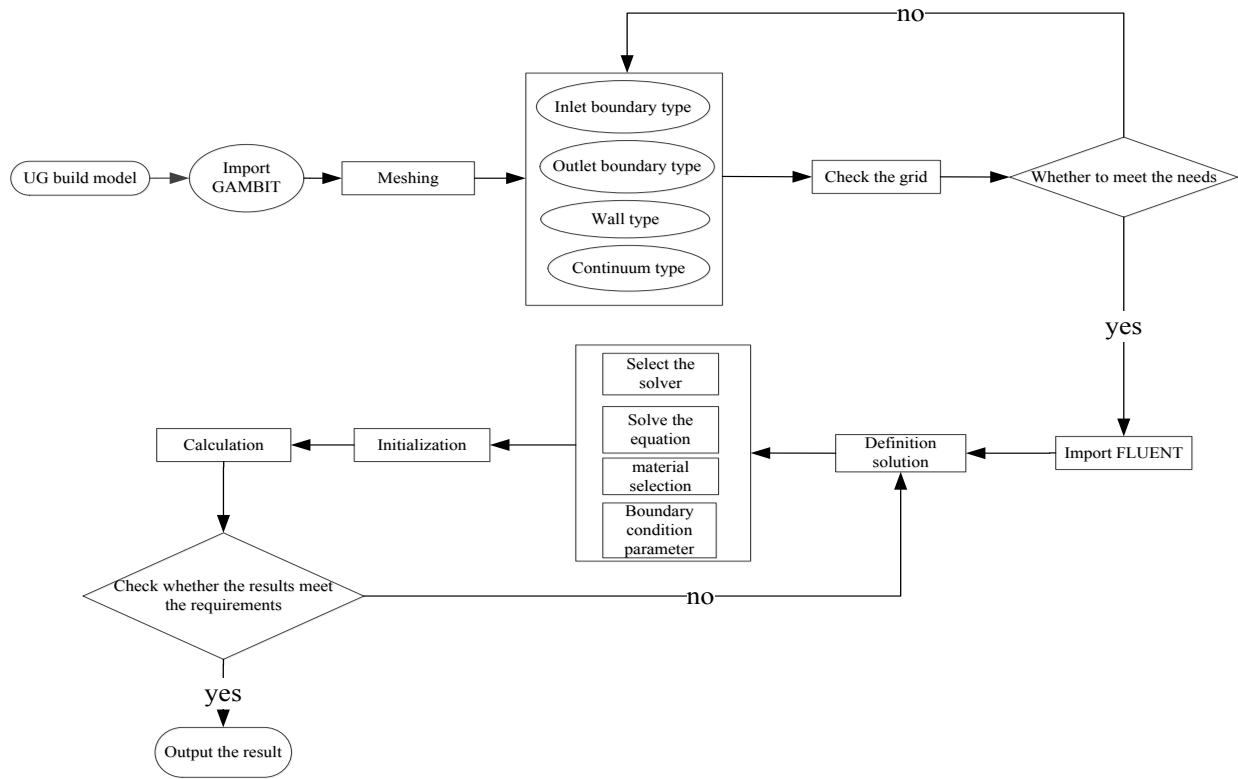 no
Inlet boundary type
Outlet boundary type
Wall type
Continuum type
UG build model
Import
GAMBIT
Meshing
Check the grid
Whether to meet the needs
yes
Select the
solver
Solve the
equation
material
selection
Boundary
condition
parameter
Calculation
Initialization
Definition
solution
Import FLUENT
Check whether the results meet
the requirements
no
yes
Output the result